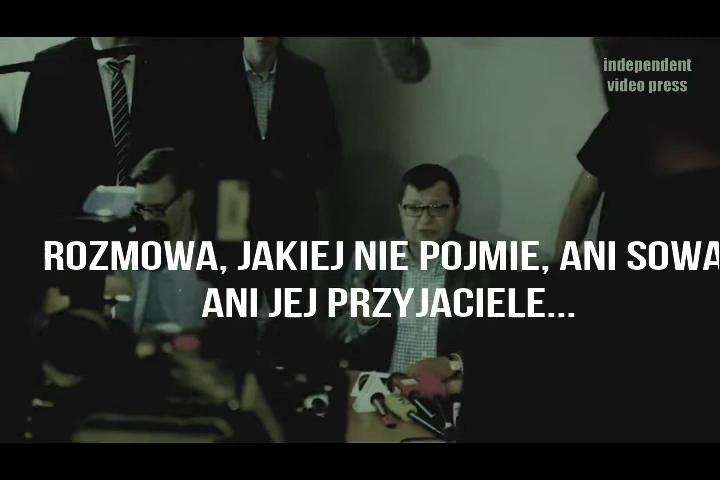 independent
video press
ROZMOWA, JAKIEJ NIE POJMIE, ANI SOWA
ANI JEJ PRZYJACIELE...